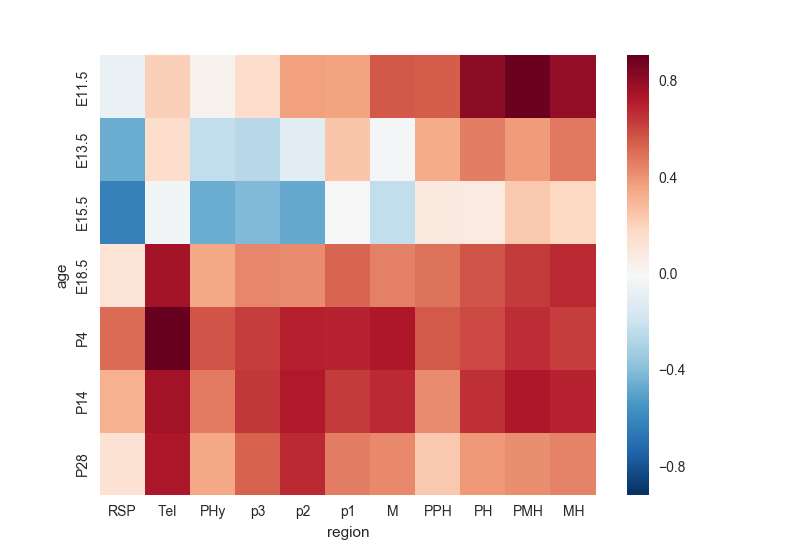 age
E11.5
E13.5
E15.5
E18.5
P4
P14
P28
RSP Tel PHy p3 p2 p1 M PPH PH PMH MH
region
0.8
0.4
0.0
−0.4
−0.8